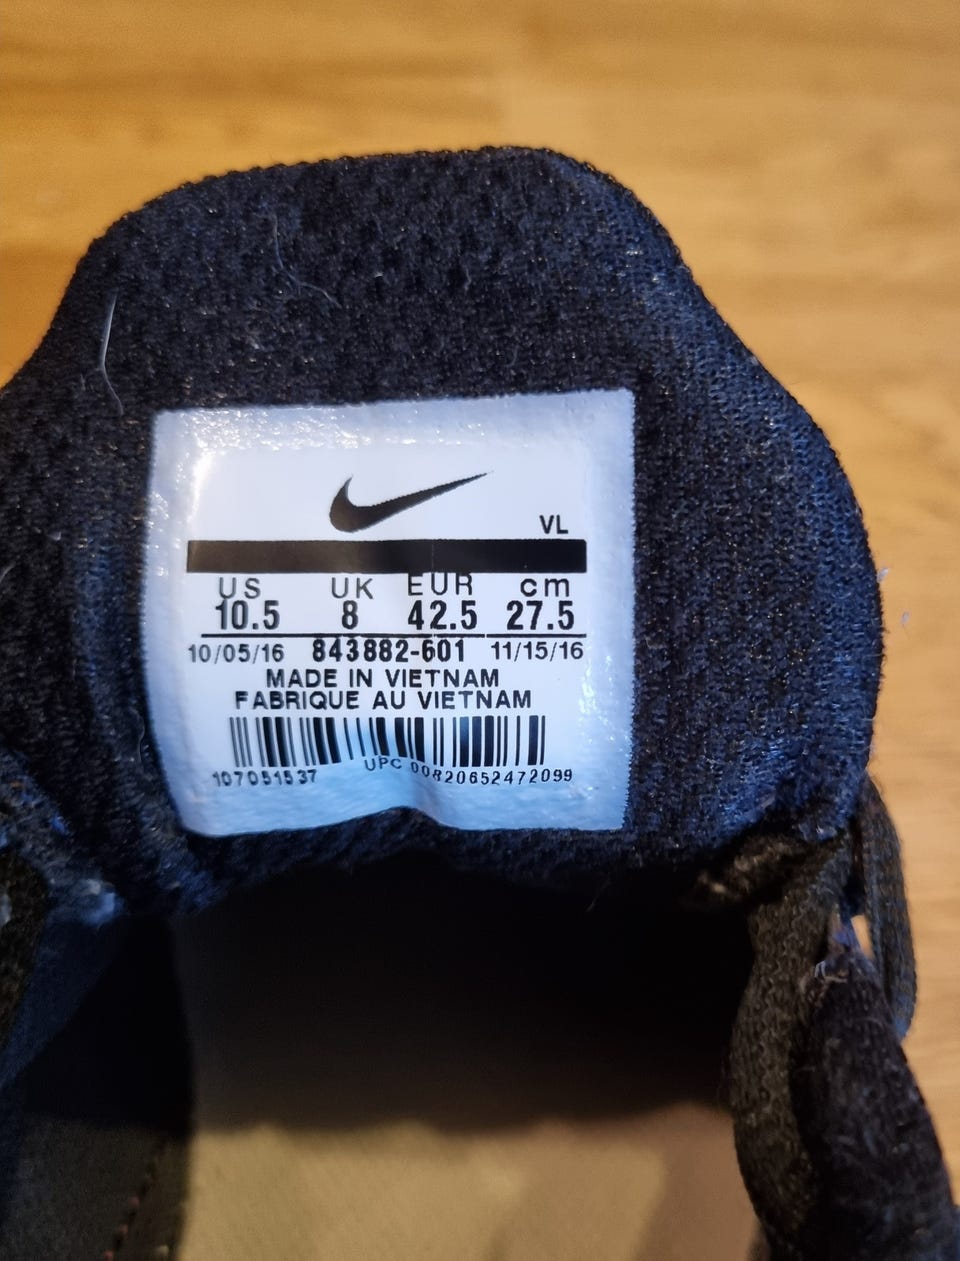 VL
US UK EUR cm
10.5 8 42.5 27.5
10/05/16 843882-601 11/15/16
MADE IN VIETNAM
FABRIQUE AU VIETNAM
107051537 UPC 00820652472099